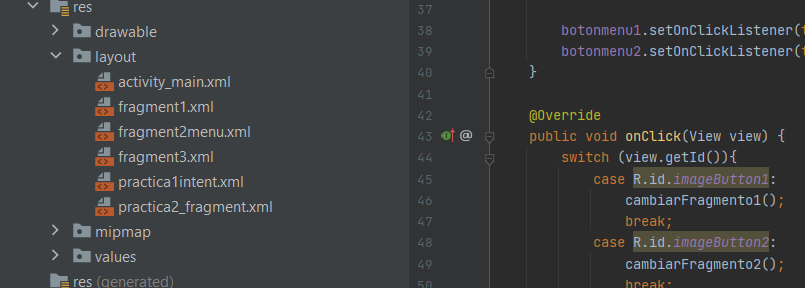 res
drawable
layout
activity_main.xml
fragment1.xml
fragment2menu.xml
fragment3.xml
practica1intent.xml
practica2_fragment.xml
mipmap
values
res (generated)
37
38 botonmenu1.setOnClickListener(
39 botonmenu2.setOnClickListener(
40 }
41
42 @Override
43 @ public void onClick(View view) {
44 switch (view.getId()){
45 case R.id.imageButton1:
46 cambiarFragmento1();
47 break;
48 case R.id.imageButton2:
49 cambiarFragmento2();
50 break;